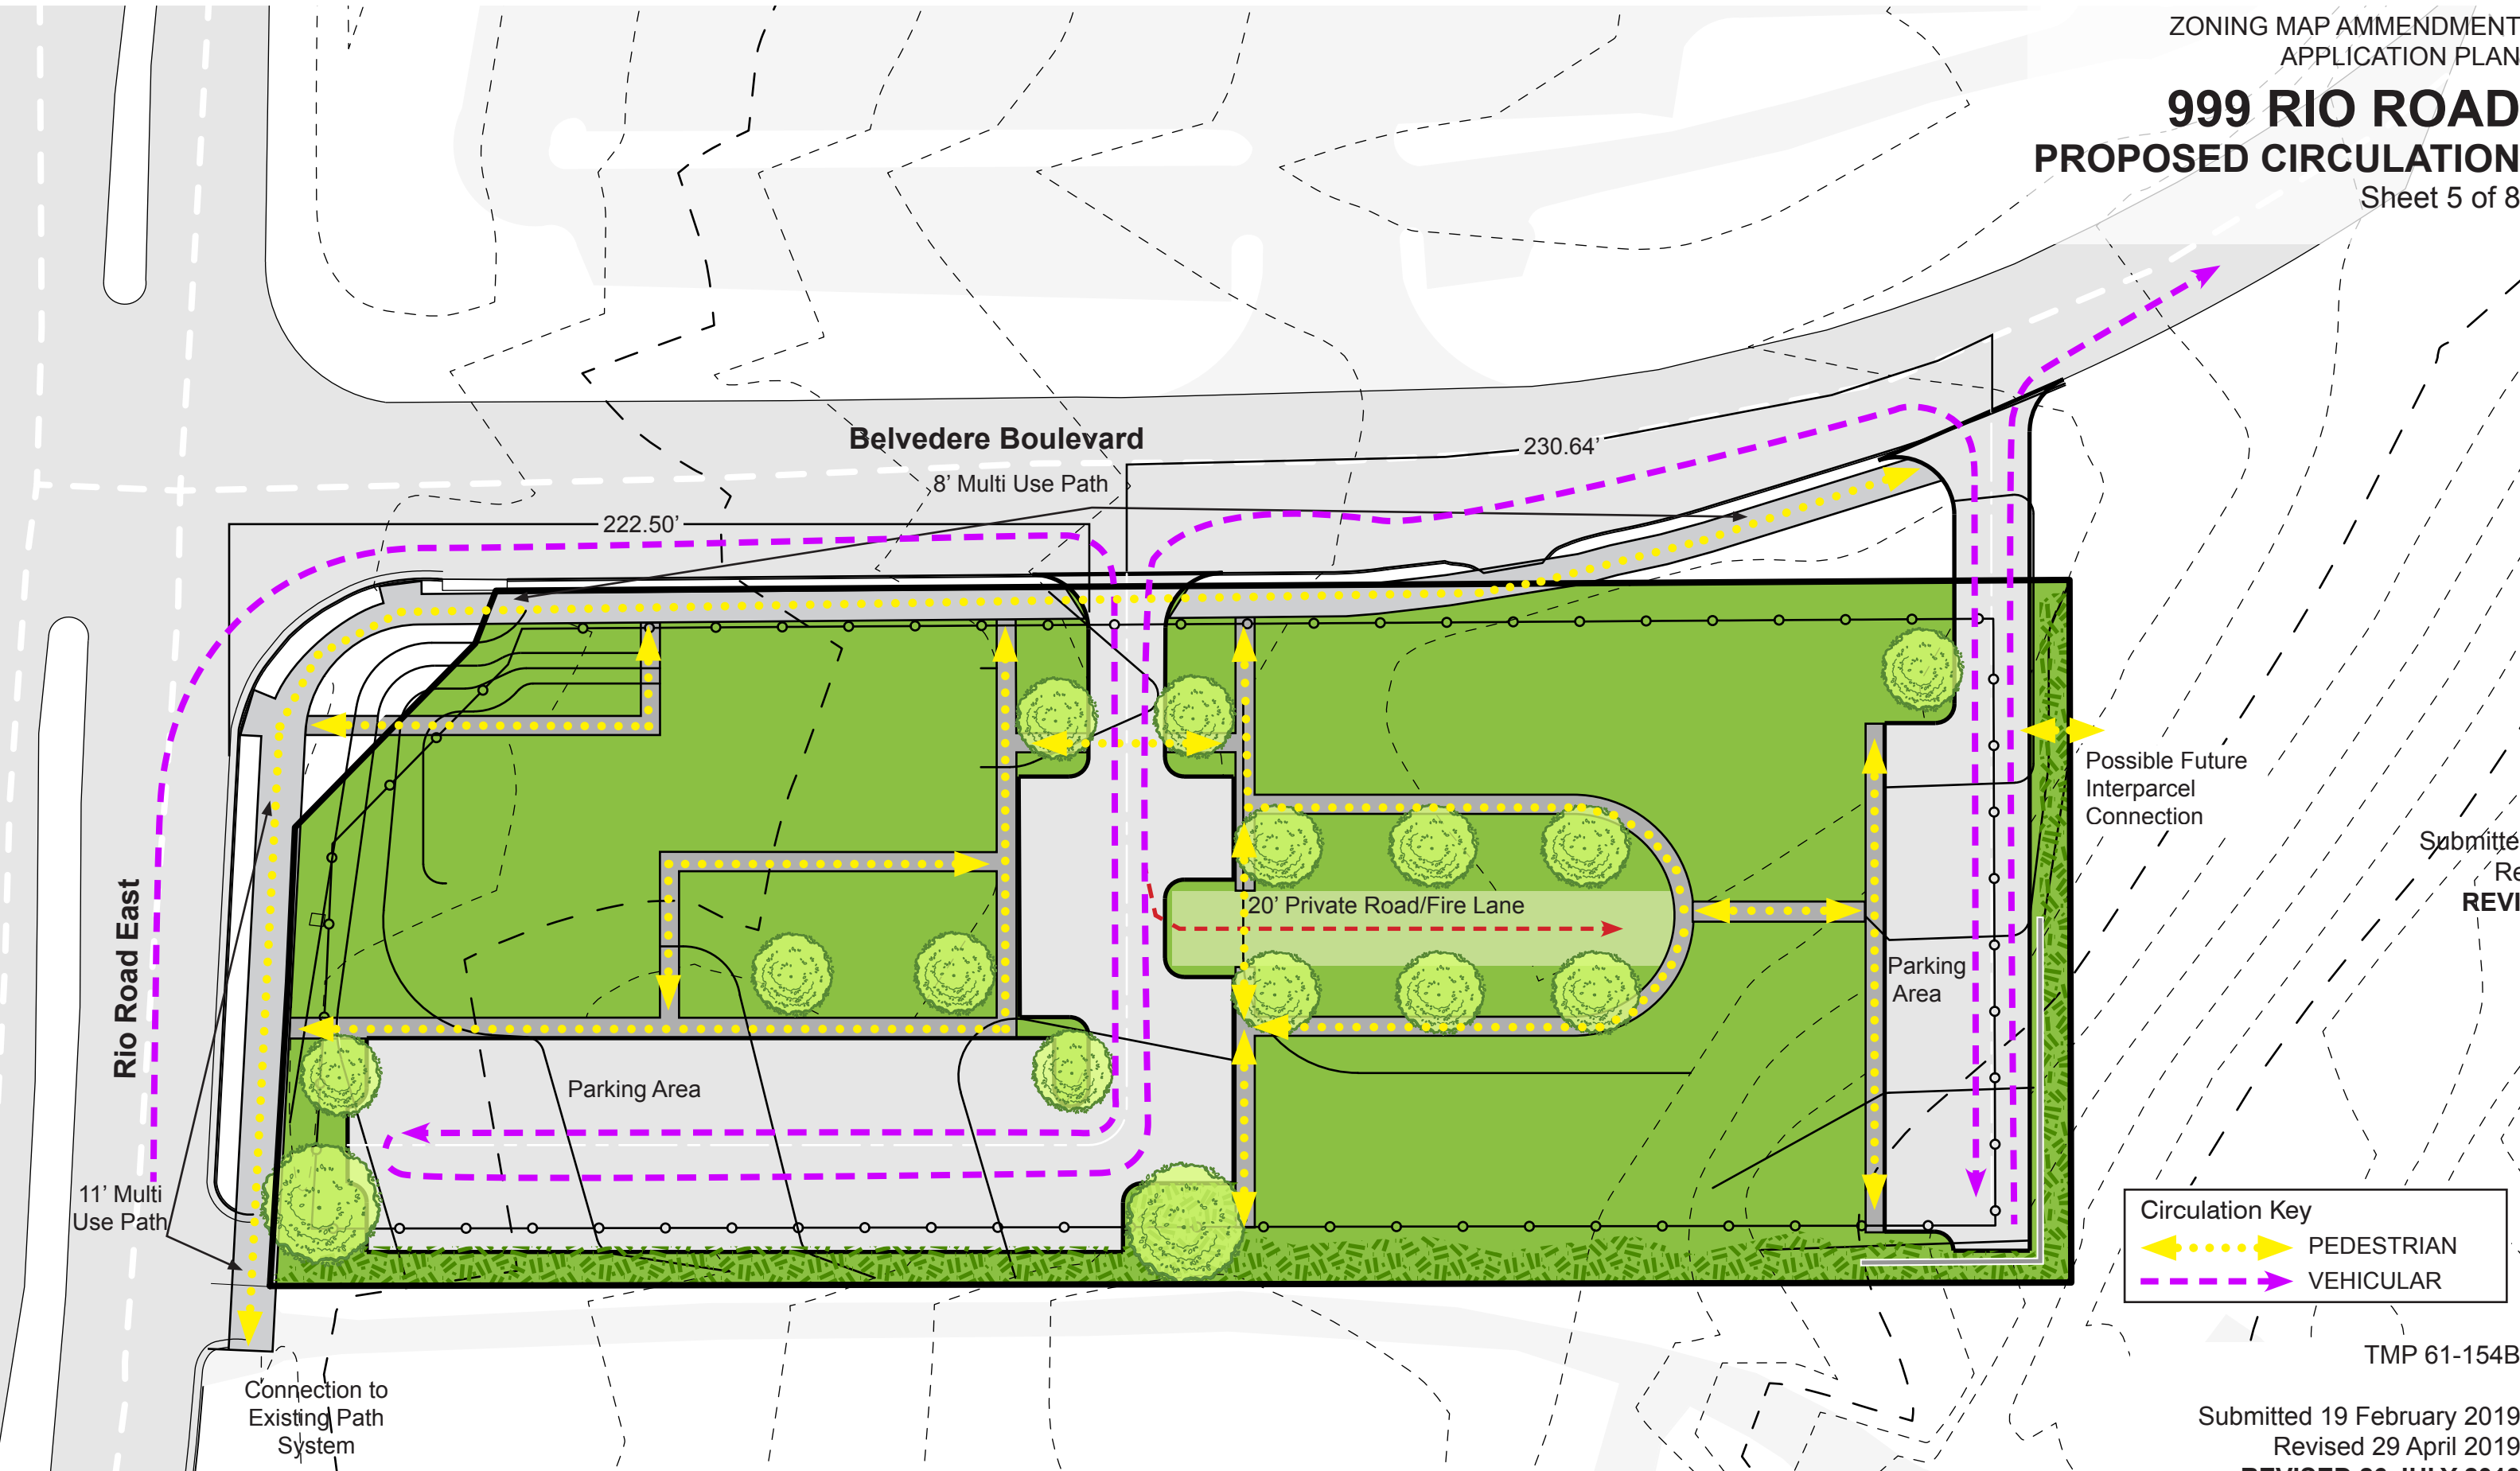 ZONING MAP AMMENDMENT
APPLICATION PLAN
999 RIO ROAD
PROPOSED CIRCULATION
Sheet 5 of 8
Belvedere Boulevard
230.64’
8’ Multi Use Path
222.50’
Possible Future
Interparcel
Connection
Submitte
Re
REVI
20’ Private Road/Fire Lane
Rio Road East
Parking
Area
Parking Area
11’ Multi
Use Path
Circulation Key
PEDESTRIAN
VEHICULAR
TMP 61-154B
Connection to
Existing Path
System
Submitted 19 February 2019
Revised 29 April 2019